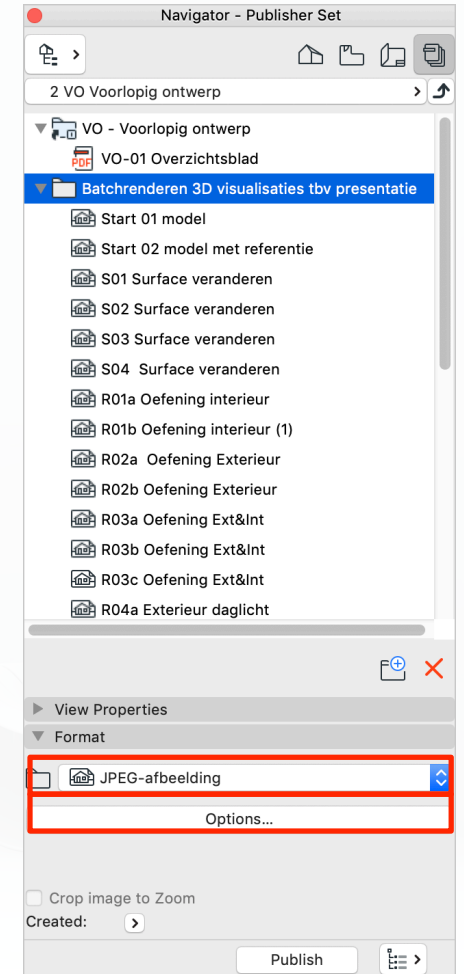 Navigator - Publisher Set
2 VO Voorlopig ontwerp
VO - Voorlopig ontwerp
PDF VO-01 Overzichtsblad
Batchrenderen 3D visualisaties tbv presentatie
Start 01 model
Start 02 model met referentie
S01 Surface veranderen
S02 Surface veranderen
S03 Surface veranderen
S04  Surface veranderen
R01a Oefening interieur
R01b Oefening interieur (1)
R02a  Oefening Exterieur
R02b Oefening Exterieur
R03a Oefening Ext&Int
R03b Oefening Ext&Int
R03c Oefening Ext&Int
R04a Exterieur daglicht
View Properties
Format
JPEG-afbeelding
Options...
Crop image to Zoom
Created:
Publish